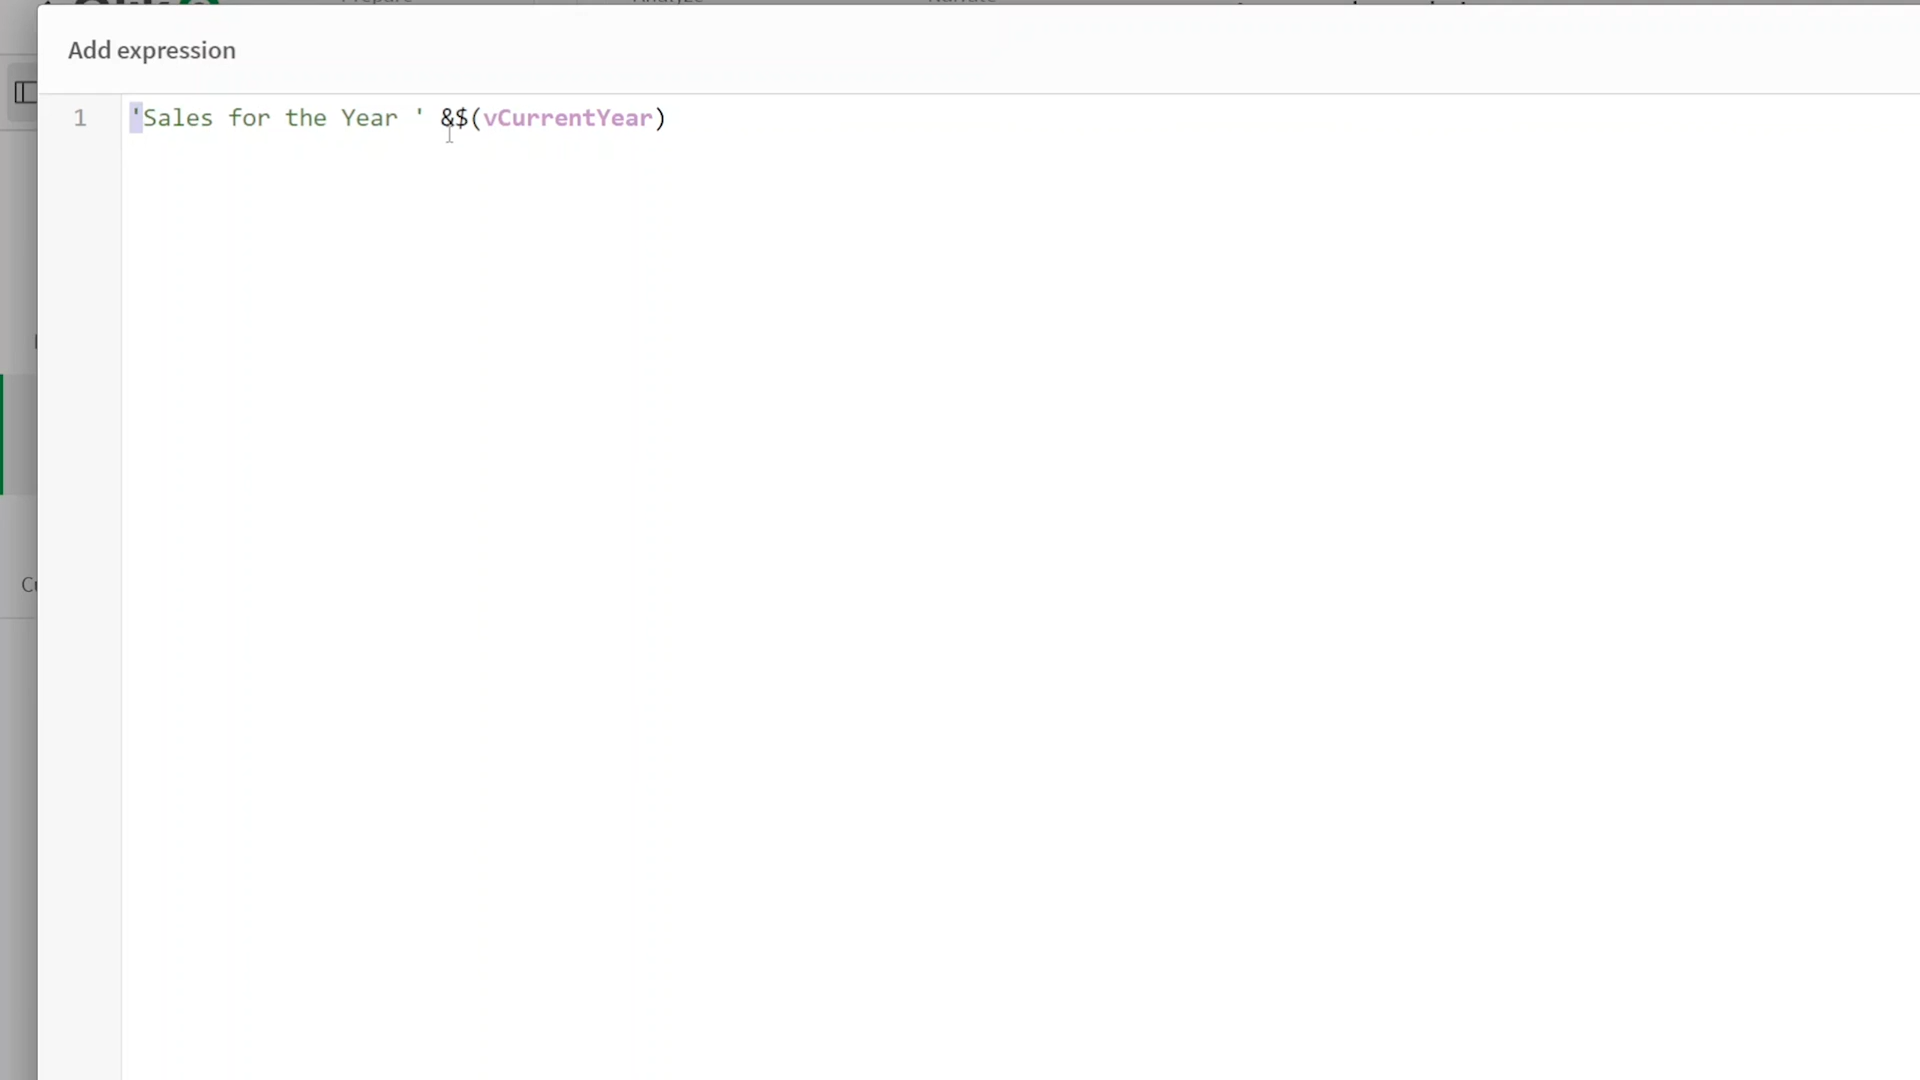 Add expression
1 'Sales for the Year ' &$(vCurrentYear)